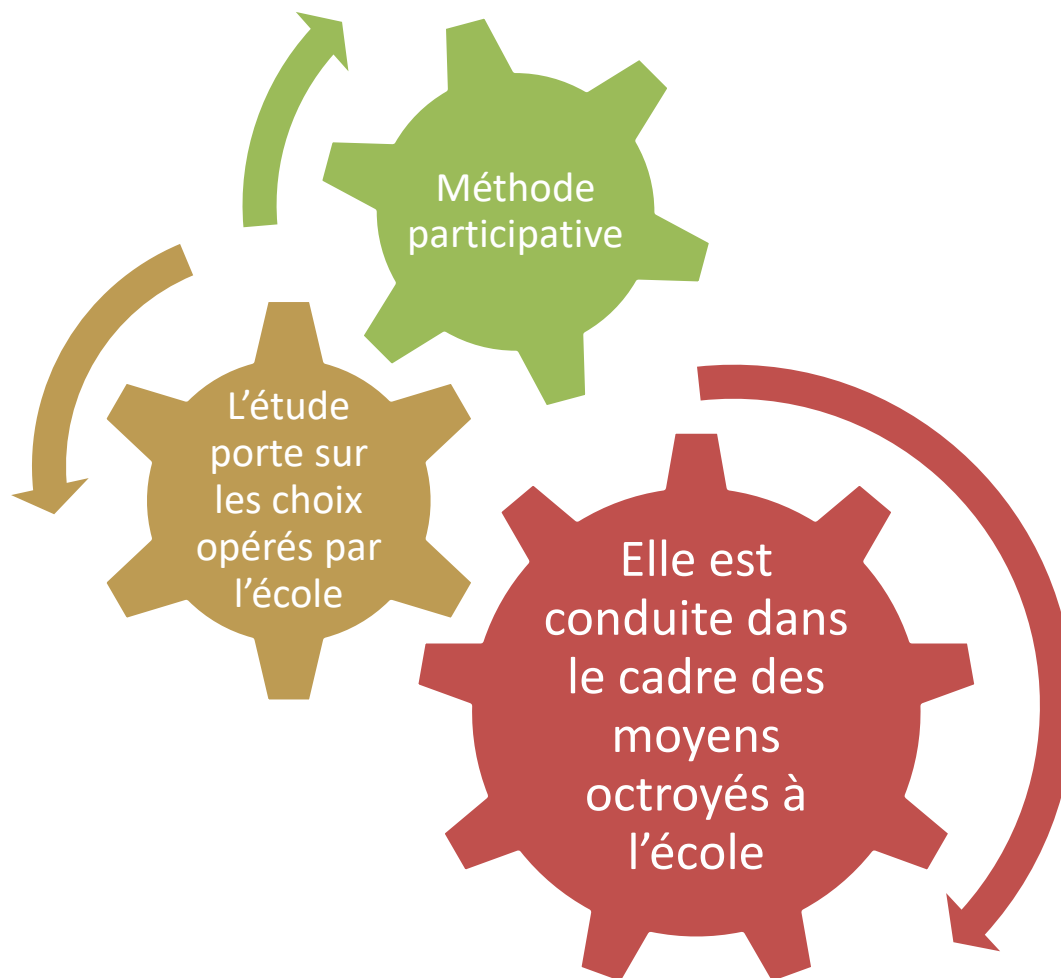 Méthode
participative
L’étude
porte sur
les choix
opérés par
l’école
Elle est
conduite dans
le cadre des
moyens
octroyés à
l’école